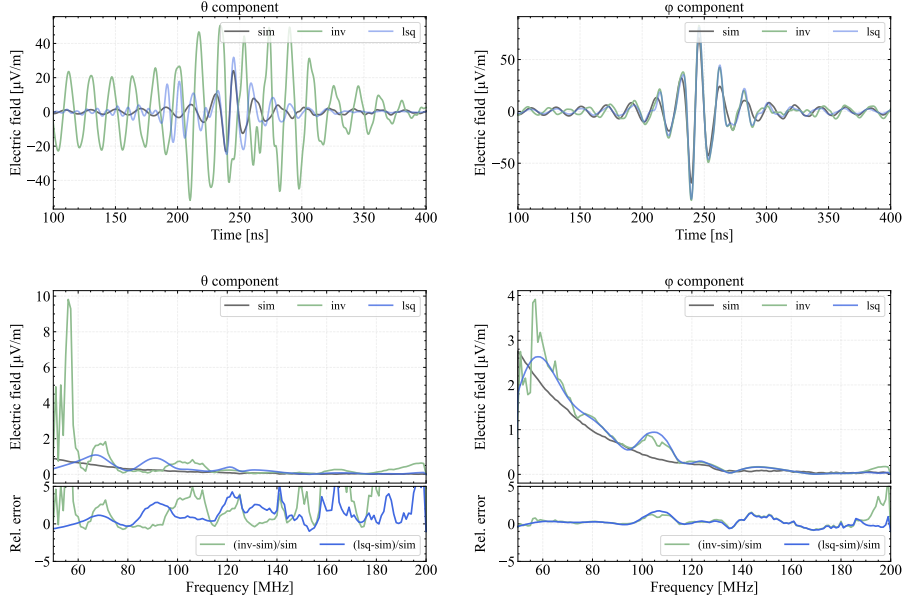 θ component
φ component
sim inv lsq
sim inv lsq
40
20
0
−20
−40
Electric field [μV/m]
100 150 200 250 300 350 400
Time [ns]
50
0
−50
Electric field [μV/m]
100 150 200 250 300 350 400
Time [ns]
θ component
φ component
sim inv lsq
sim inv lsq
10
8
6
4
2
0
Electric field [μV/m]
4
3
2
1
0
Electric field [μV/m]
5
0
−5
Rel. error
(inv-sim)/sim (lsq-sim)/sim
60 80 100 120 140 160 180 200
Frequency [MHz]
5
0
−5
Rel. error
(inv-sim)/sim (lsq-sim)/sim
60 80 100 120 140 160 180 200
Frequency [MHz]